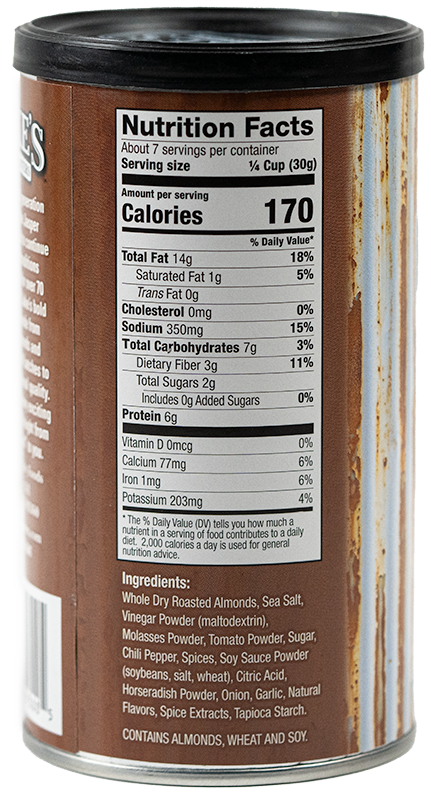 E'S
Nutrition Facts
About 7 servings per container
Serving size ¼ Cup (30g)
Amount per serving
Calories 170
% Daily Value*
Total Fat 14g 18%
Saturated Fat 1g 5%
Trans Fat 0g
Cholesterol 0mg 0%
Sodium 350mg 15%
Total Carbohydrates 7g 3%
Dietary Fiber 3g 11%
Total Sugars 2g
Includes 0g Added Sugars 0%
Protein 6g
Vitamin D 0mcg 0%
Calcium 77mg 6%
Iron 1mg 6%
Potassium 203mg 4%
* The % Daily Value (DV) tells you how much a
nutrient in a serving of food contributes to a daily
diet. 2,000 calories a day is used for general
nutrition advice.
Ingredients:
Whole Dry Roasted Almonds, Sea Salt,
Vinegar Powder (maltodextrin),
Molasses Powder, Tomato Powder, Sugar,
Chili Pepper, Spices, Soy Sauce Powder
(soybeans, salt, wheat), Citric Acid,
Horseradish Powder, Onion, Garlic, Natural
Flavors, Spice Extracts, Tapioca Starch.
CONTAINS ALMONDS, WHEAT AND SOY.
5